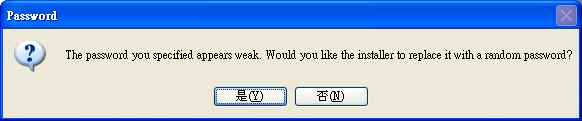 Password
The password you specified appears weak. Would you like the installer to replace it with a random password?
是(Y) 否(N)